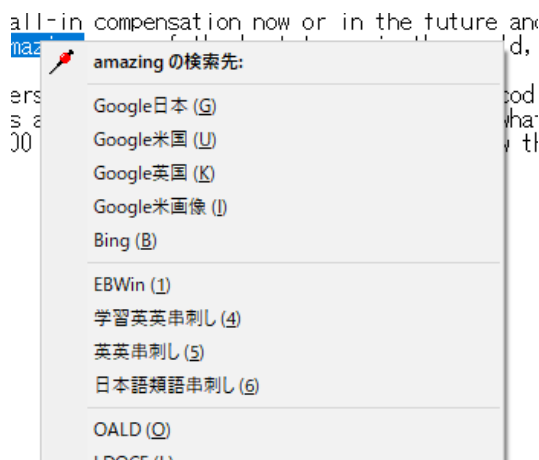 all-in compensation now or in the future and
amazing の検索先:
Google日本 (G)
Google米国 (U)
Google英国 (K)
Google米画像 (I)
Bing (B)
EBWin (1)
学習英英串刺し (4)
英英串刺し (5)
日本語類語串刺し (6)
OALD (O)